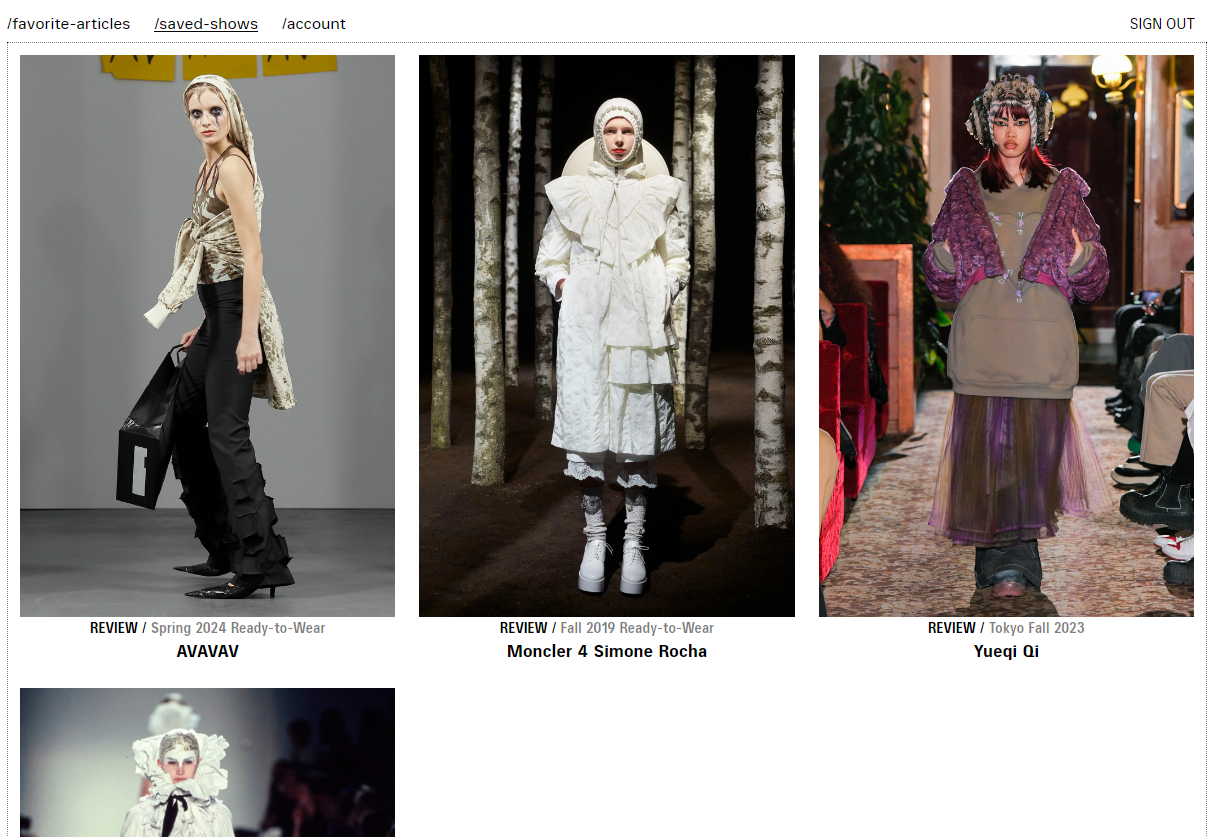 /favorite-articles /saved-shows /account SIGN OUT
REVIEW / Spring 2024 Ready-to-Wear
AVAVAV
REVIEW / Fall 2019 Ready-to-Wear
Moncler 4 Simone Rocha
REVIEW / Tokyo Fall 2023
Yueqi Qi